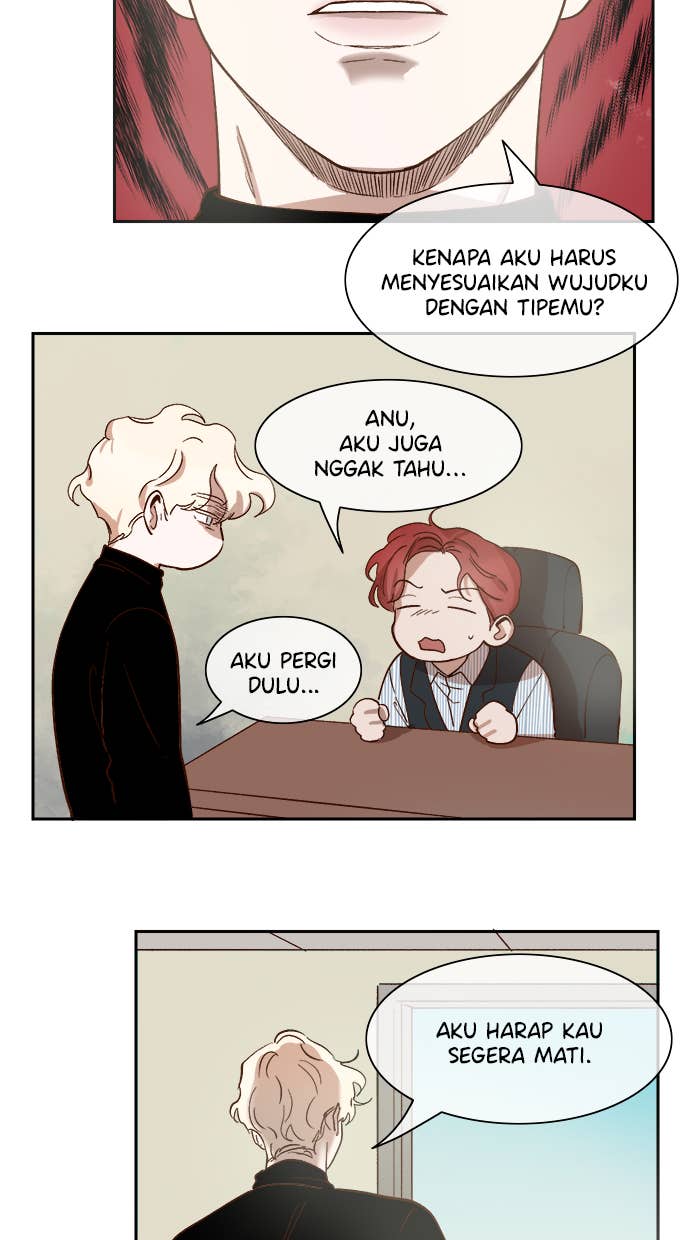 KENAPA AKU HARUS
MENYESUAIKAN WUJUDKU
DENGAN TIPEMU?
ANU,
AKU JUGA
NGGAK TAHU...
AKU PERGI
DULU...
AKU HARAP KAU
SEGERA MATI.